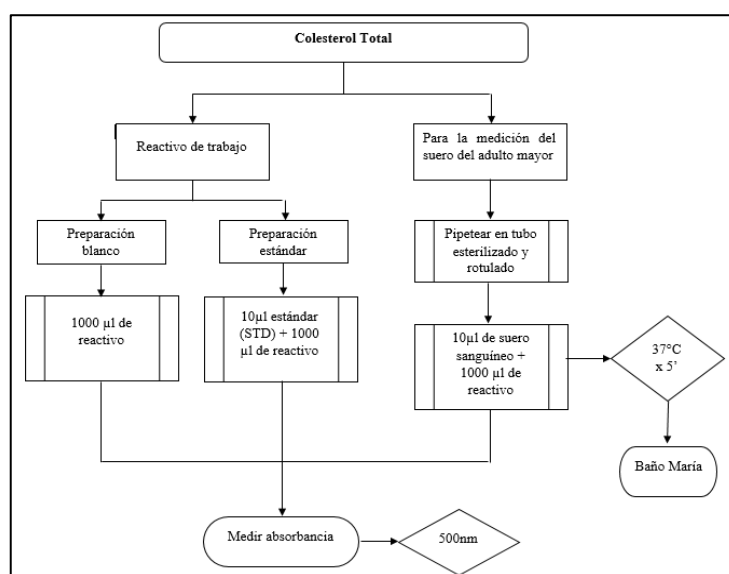 Colesterol Total
Reactivo de trabajo
Para la medición del
suero del adulto mayor
Preparación
blanco
Preparación
estándar
Pipetear en tubo
esterilizado y
rotulado
1000 µl de
reactivo
10µl estándar
(STD) + 1000
µl de reactivo
10µl de suero
sanguíneo +
1000 µl de
reactivo
37°C
x 5’
Baño María
Medir absorbancia
500nm